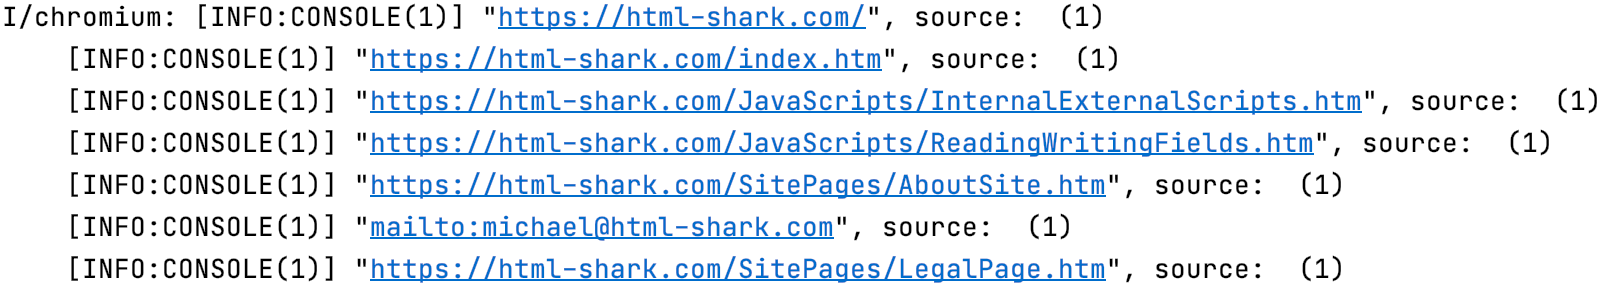 I/chromium: [INFO:CONSOLE(1)] "https://html-shark.com/", source:  (1)
    [INFO:CONSOLE(1)] "https://html-shark.com/index.htm", source:  (1)
    [INFO:CONSOLE(1)] "https://html-shark.com/JavaScripts/InternalExternalScripts.htm", source:  (1)
    [INFO:CONSOLE(1)] "https://html-shark.com/JavaScripts/ReadingWritingFields.htm", source:  (1)
    [INFO:CONSOLE(1)] "https://html-shark.com/SitePages/AboutSite.htm", source:  (1)
    [INFO:CONSOLE(1)] "mailto:michael@html-shark.com", source:  (1)
    [INFO:CONSOLE(1)] "https://html-shark.com/SitePages/LegalPage.htm", source:  (1)